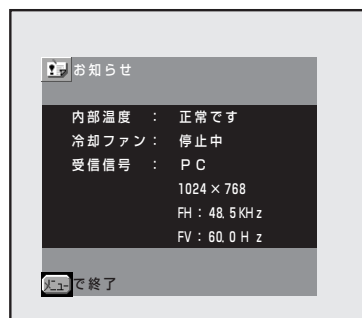 お知らせ
内部温度 : 正常です
冷却ファン : 停止中
受信信号 : PC
1024×768
FH : 48.5KHz
FV : 60.0Hz
メニューで終了